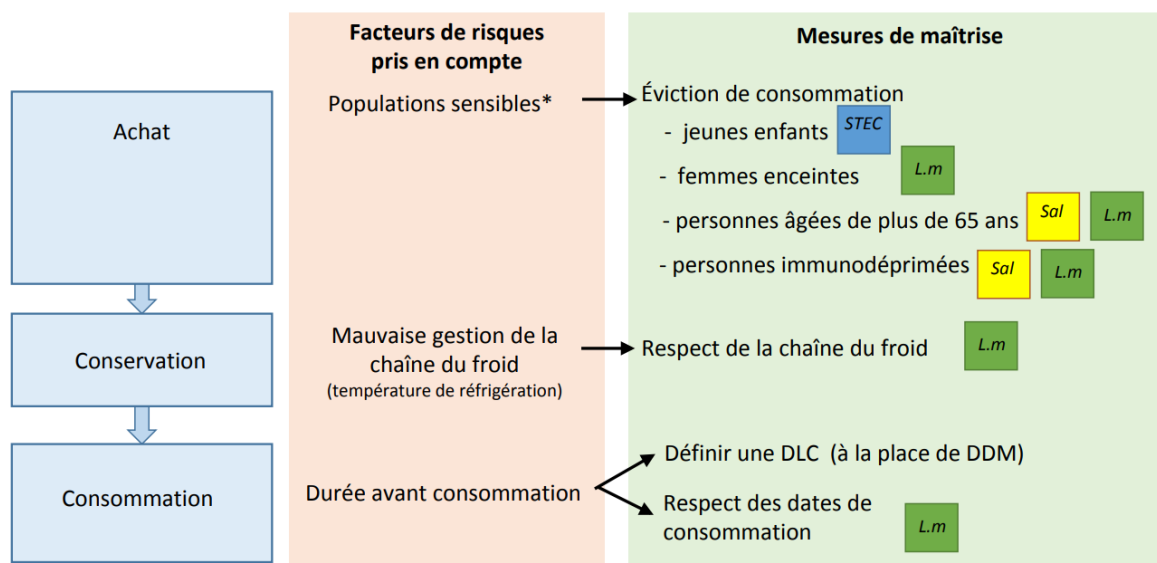 Facteurs de risques
pris en compte
Mesures de maîtrise
Achat
Populations sensibles*
Éviction de consommation
- jeunes enfants
STEC
- femmes enceintes
L.m
- personnes âgées de plus de 65 ans
Sal
L.m
- personnes immunodéprimées
Sal
L.m
Conservation
Mauvaise gestion de la
chaîne du froid
(température de réfrigération)
Respect de la chaîne du froid
L.m
Consommation
Durée avant consommation
Définir une DLC (à la place de DDM)
Respect des dates de
consommation
L.m